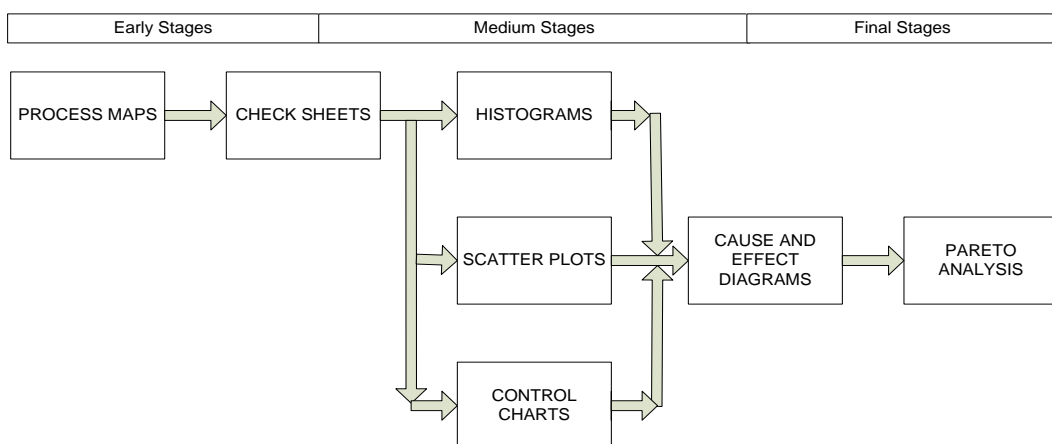 Early Stages
Medium Stages
Final Stages
PROCESS MAPS
CHECK SHEETS
HISTOGRAMS
SCATTER PLOTS
CAUSE AND
EFFECT
DIAGRAMS
PARETO
ANALYSIS
CONTROL
CHARTS